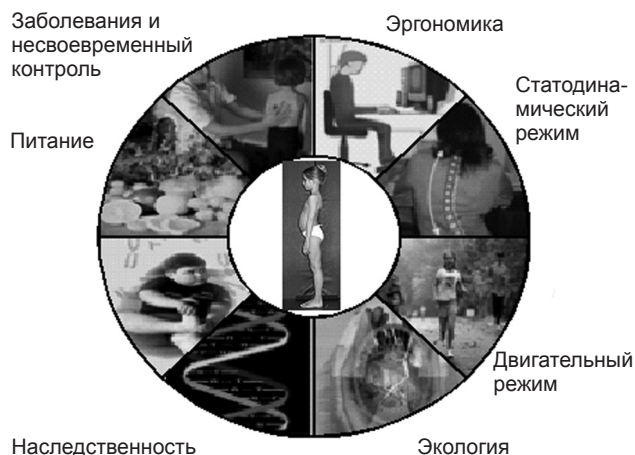 Заболевания и
несвоевременный
контроль
Эргономика
Статодина-
мический
режим
Питание
Двигательный
режим
Наследственность
Экология